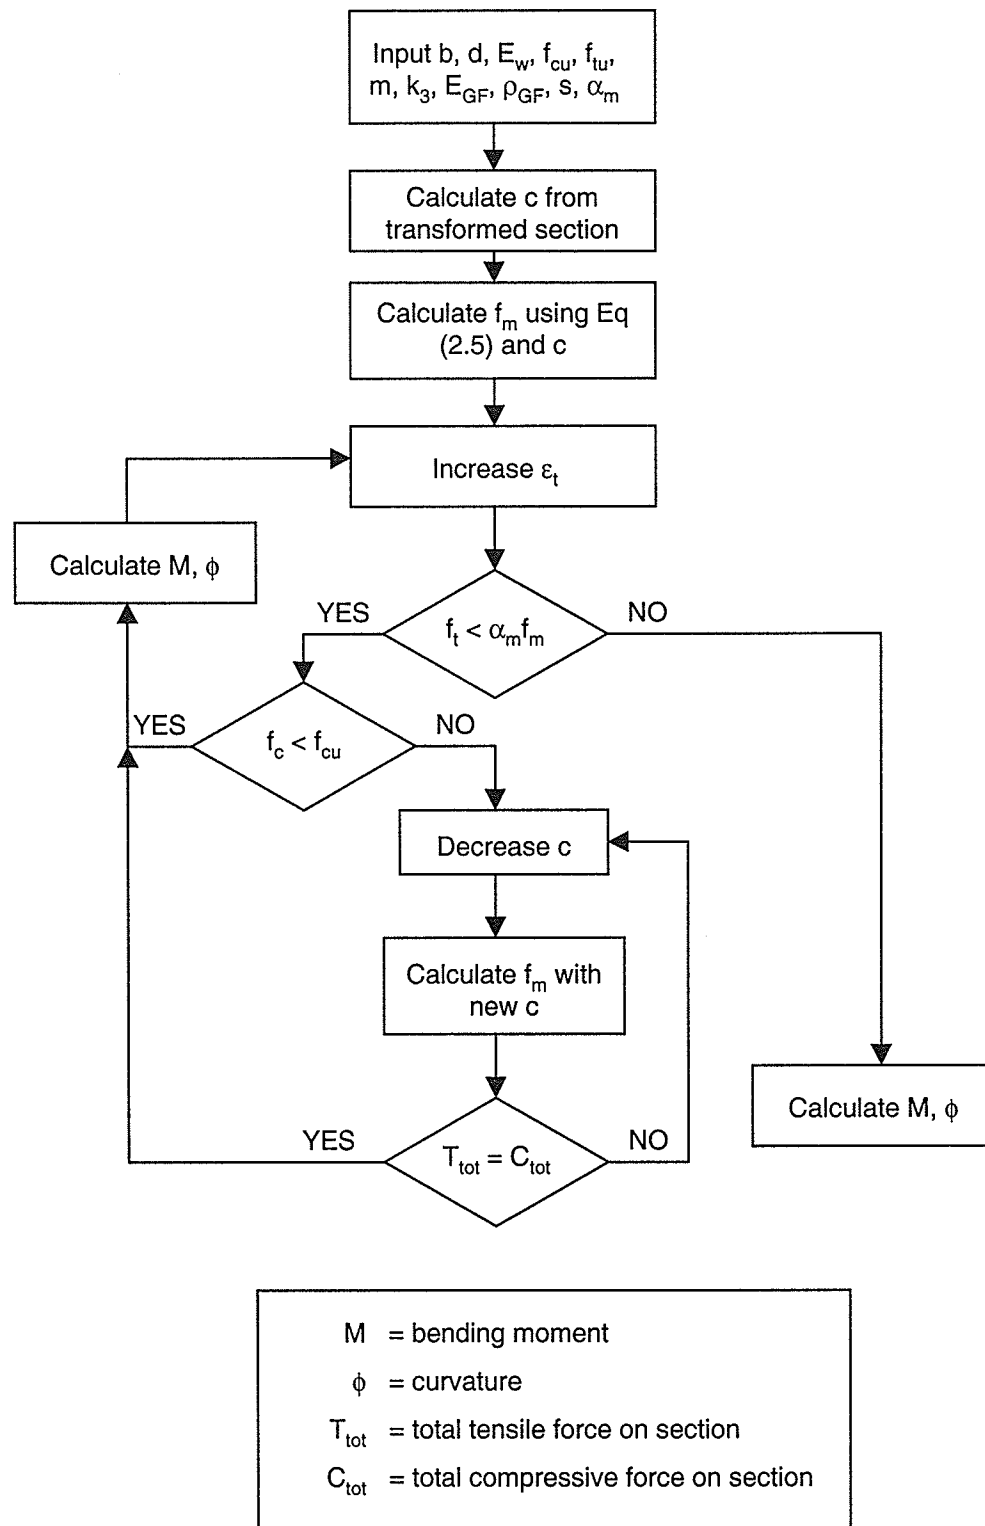 Input b, d, E_w, f_cu, f_tu,
m, k_3, E_GF, ρ_GF, s, α_m
Calculate c from
transformed section
Calculate f_m using Eq
(2.5) and c
Increase ε_t
Calculate M, ϕ
YES
f_t < α_m f_m
NO
YES
f_c < f_cu
NO
Decrease c
Calculate f_m with
new c
Calculate M, ϕ
YES
T_tot = C_tot
NO
M = bending moment
ϕ = curvature
T_tot = total tensile force on section
C_tot = total compressive force on section